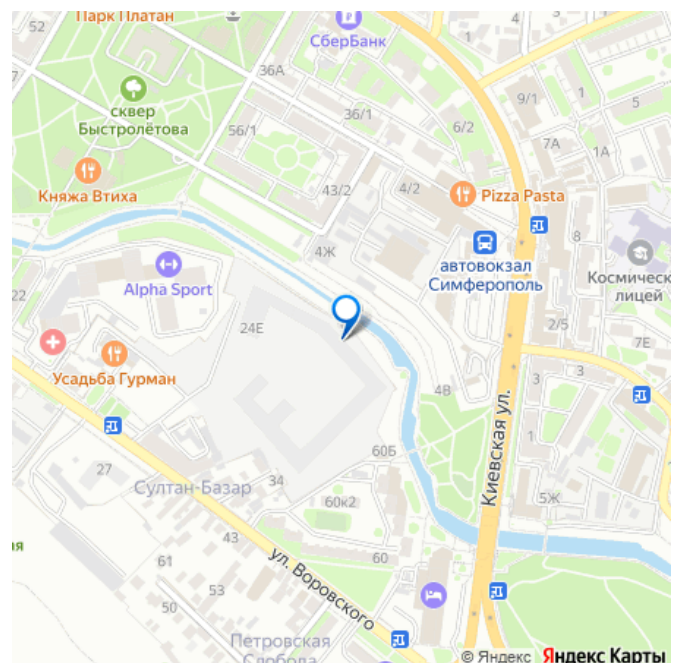 Парк Платан
52
СберБанк
36А
сквер
Быстролётова
9/1
1
5
36/1
56/1
6/2
7А
1А
Княжа Втиха
43/2
4/2
Pizza Pasta
8
4Ж
автовокзал
Симферополь
Космическ
лицей
Alpha Sport
22
24Е
2/5
7Е
Усадьба Гурман
3
3
4В
Киевская ул.
1
60Б
27
Султан-Базар
34
60к2
5Ж
ая
43
ул. Воровского
60
61
53
50
Петровская
Слобода
© Яндекс Яндекс Карты